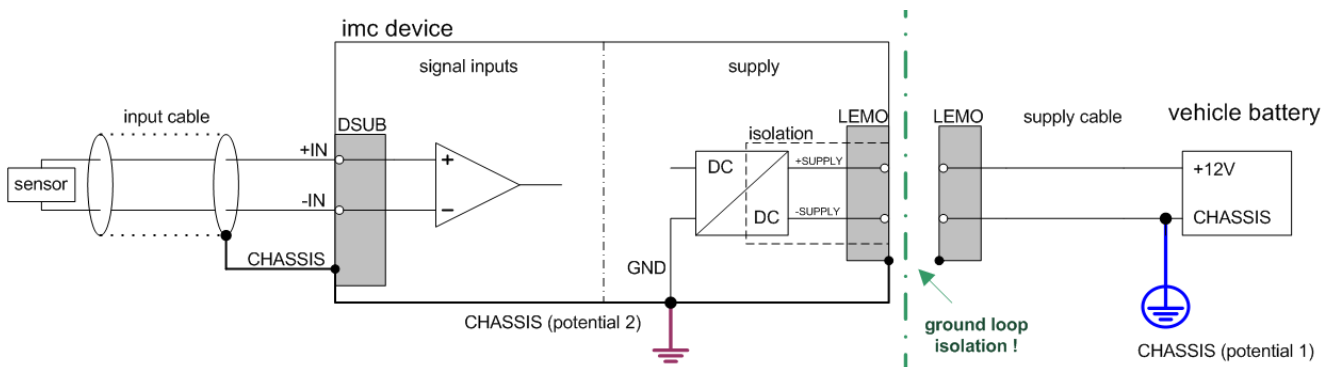 imc device
signal inputs
supply
input cable
DSUB
LEMO
LEMO
supply cable
vehicle battery
isolation
+IN
+
DC
+SUPPLY
+12V
sensor
-IN
−
DC
-SUPPLY
CHASSIS
CHASSIS
GND
CHASSIS (potential 2)
ground loop
isolation !
CHASSIS (potential 1)